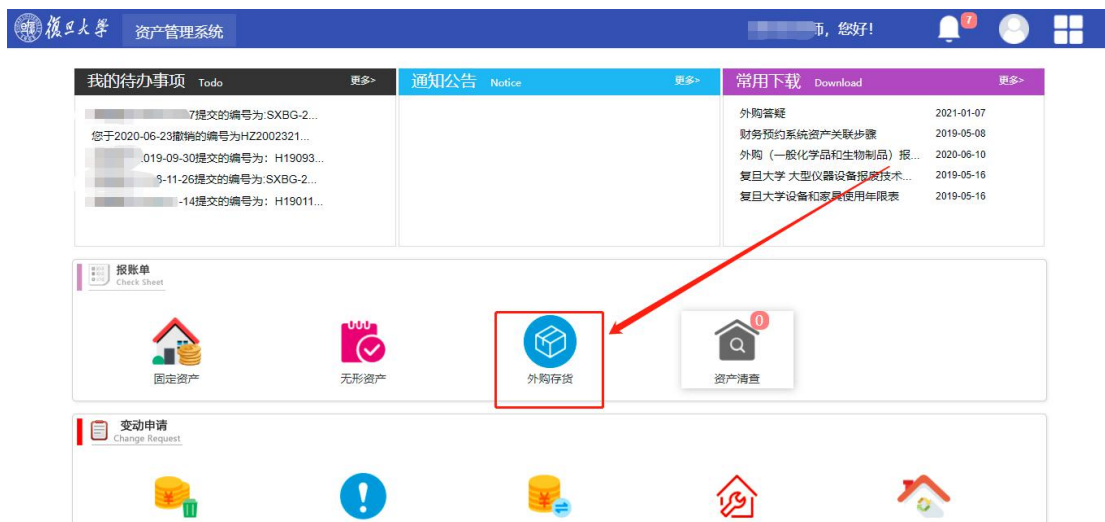 復旦大學 资产管理系统 师，您好! 7
我的待办事项 Todo 更多>
7提交的编号为:SXBG-2...
您于2020-06-23撤销的编号为HZ2002321...
019-09-30提交的编号为：H19093...
8-11-26提交的编号为:SXBG-2...
-14提交的编号为：H19011...
通知公告 Notice 更多>
常用下载 Download 更多>
外购答疑 2021-01-07
财务预约系统资产关联步骤 2019-05-08
外购（一般化学品和生物制品）报... 2020-06-10
复旦大学 大型仪器设备报废技术... 2019-05-16
复旦大学设备和家具使用年限表 2019-05-16
报账单
Check Sheet
0
固定资产 无形资产 外购存货 资产清查
变动申请
Change Request